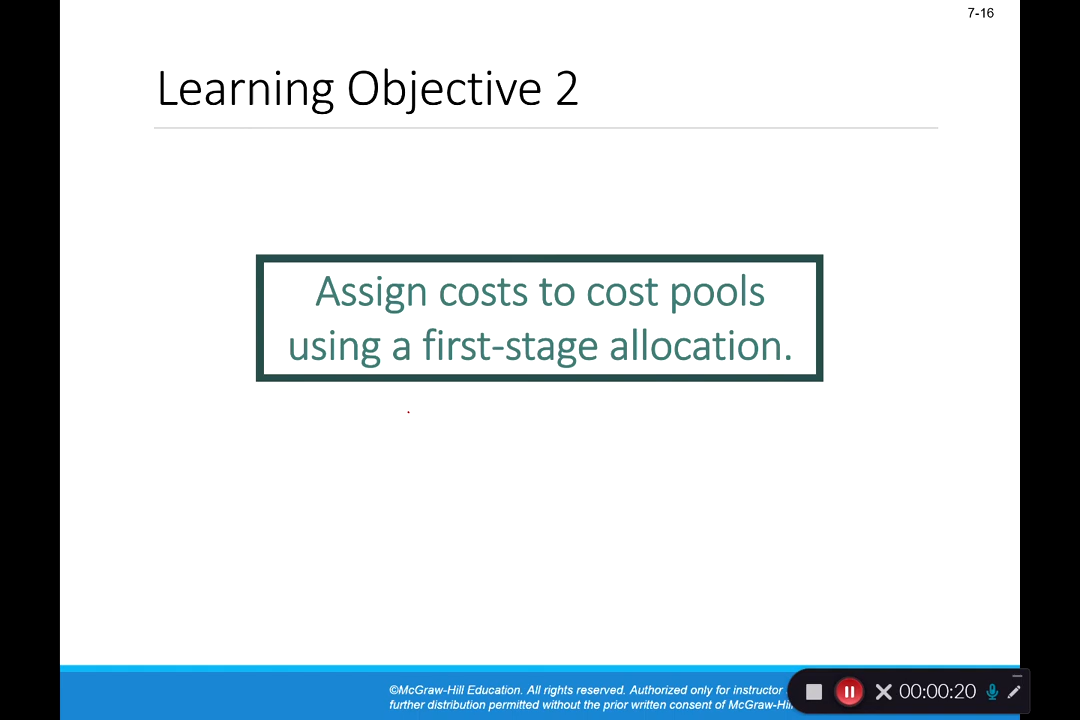 7-16
Learning Objective 2
Assign costs to cost pools
using a first-stage allocation.
©McGraw-Hill Education. All rights reserved. Authorized only for instructor
further distribution permitted without the prior written consent of McGraw-Hil
00:00:20